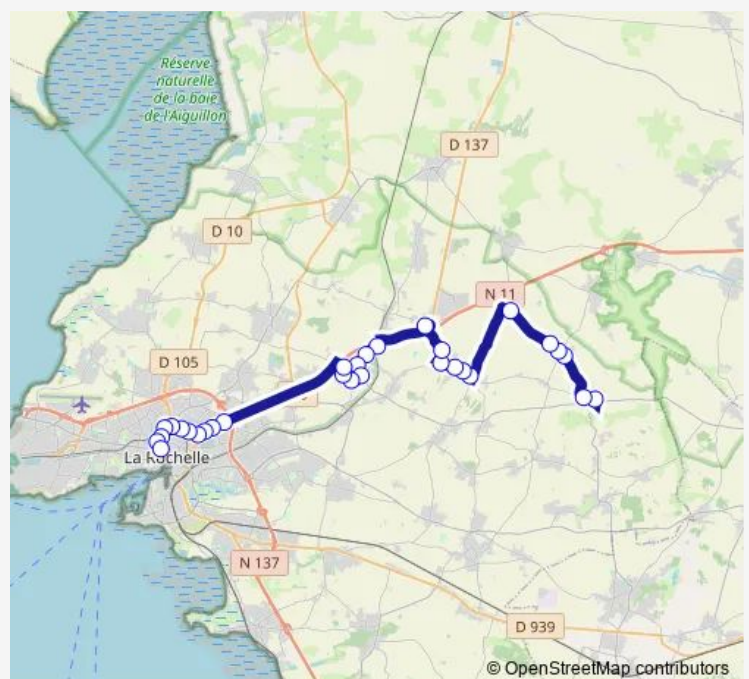 Réserve
naturelle
de la baie
de l'Aiguillon
D 137
D 10
N 11
D 105
La Rochelle
N 137
D 939
© OpenStreetMap contributors